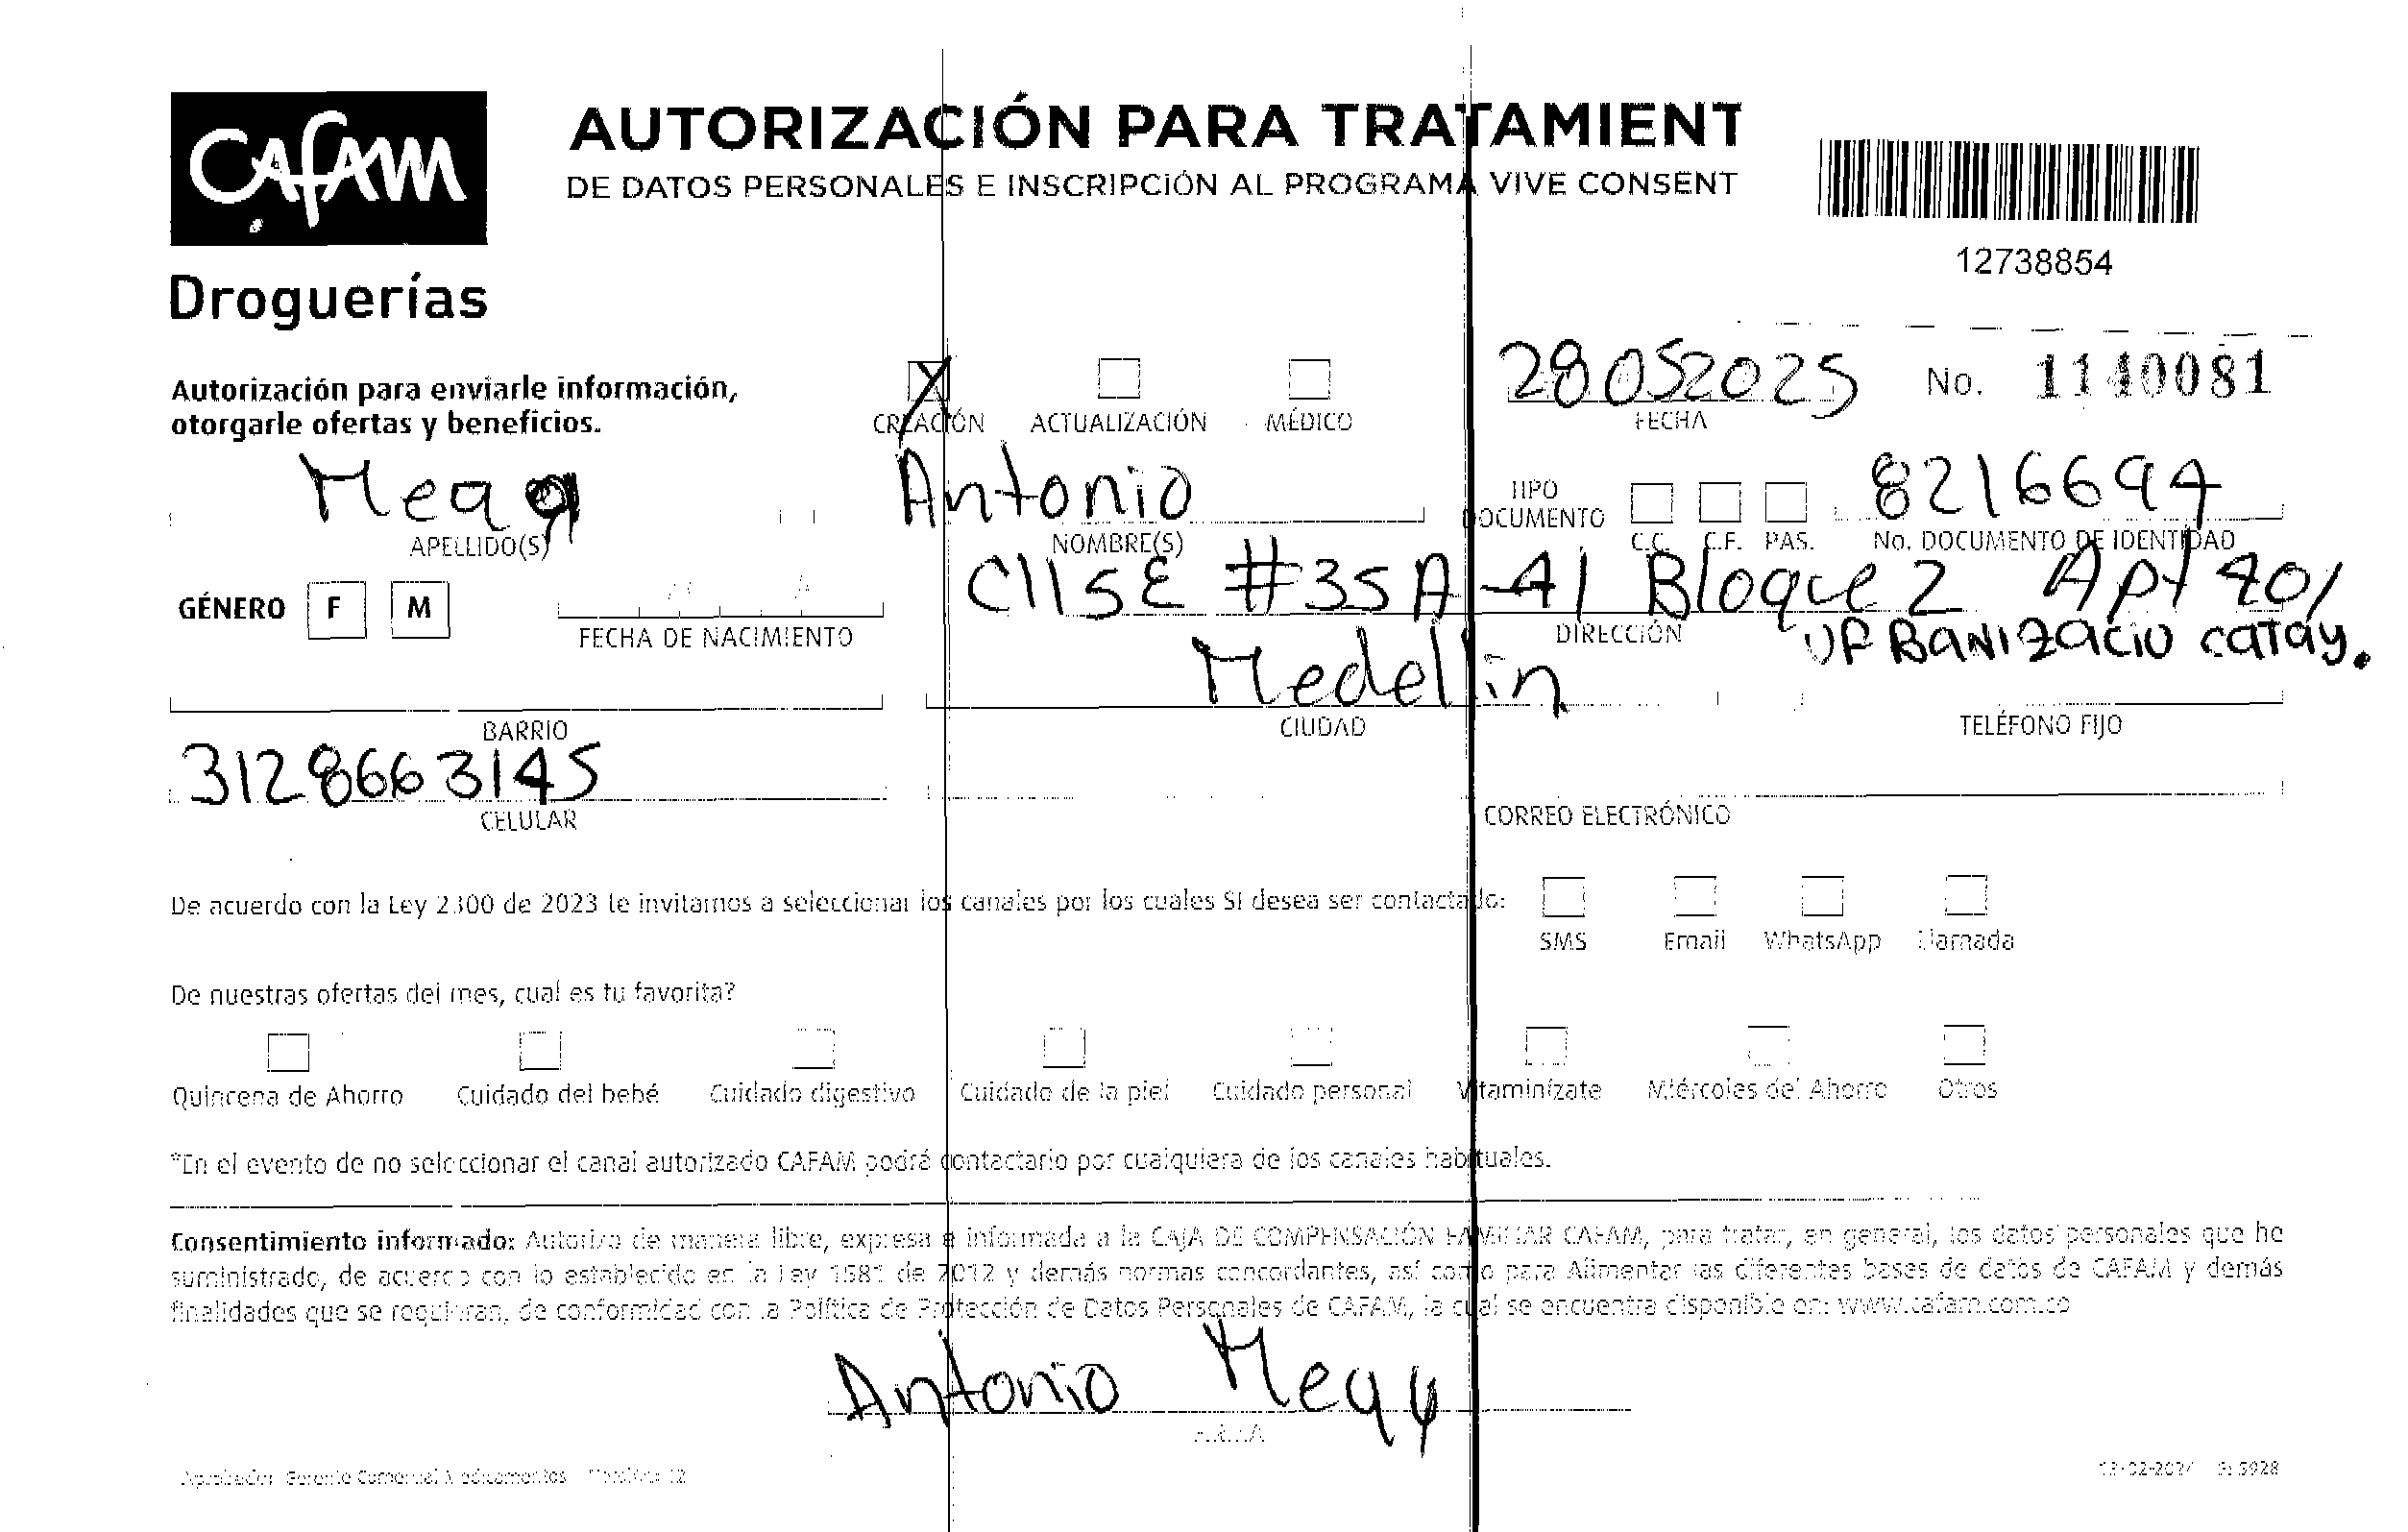 CAFAM
Droguerías
AUTORIZACIÓN PARA TRATAMIENT
DE DATOS PERSONALES E INSCRIPCIÓN AL PROGRAMA VIVE CONSENT
12738854
Autorización para enviarle información,
otorgarle ofertas y beneficios.
CREACIÓN ACTUALIZACIÓN MÉDICO
28052025 No. 1140081
FECHA
Antonio 8216694
APELLIDO(S) NOMBRE(S) TIPO DOCUMENTO C.C. C.E. PAS. No. DOCUMENTO DE IDENTIDAD
GÉNERO F M
Cll5E #35A-41 Bloque 2 Apt 401
FECHA DE NACIMIENTO DIRECCIÓN URBANIZACIU catay.
Medellin
BARRIO CIUDAD TELÉFONO FIJO
3128663145
CELULAR CORREO ELECTRÓNICO
De acuerdo con la Ley 2300 de 2023 te invitamos a seleccionar los canales por los cuales SI desea ser contactado:
SMS Email WhatsApp Llamada
De nuestras ofertas del mes, cual es tu favorita?
Quincena de Ahorro Cuidado del bebé Cuidado digestivo Cuidado de la piel Cuidado personal Vitaminízate Miércoles del Ahorro Otros
*En el evento de no seleccionar el canal autorizado CAFAM podrá contactarlo por cualquiera de los canales habituales.
Consentimiento informado: Autorizo de manera libre, expresa e informada a la CAJA DE COMPENSACIÓN FAMILIAR CAFAM, para tratar, en general, los datos personales que he
suministrado, de acuerdo con lo establecido en la Ley 1581 de 2012 y demás normas concordantes, así como para Alimentar las diferentes bases de datos de CAFAM y demás
finalidades que se requieran, de conformidad con la Política de Protección de Datos Personales de CAFAM, la cual se encuentra disponible en: www.cafam.com.co
Antonio
FIRMA
Gerente Comercial Medicamentos